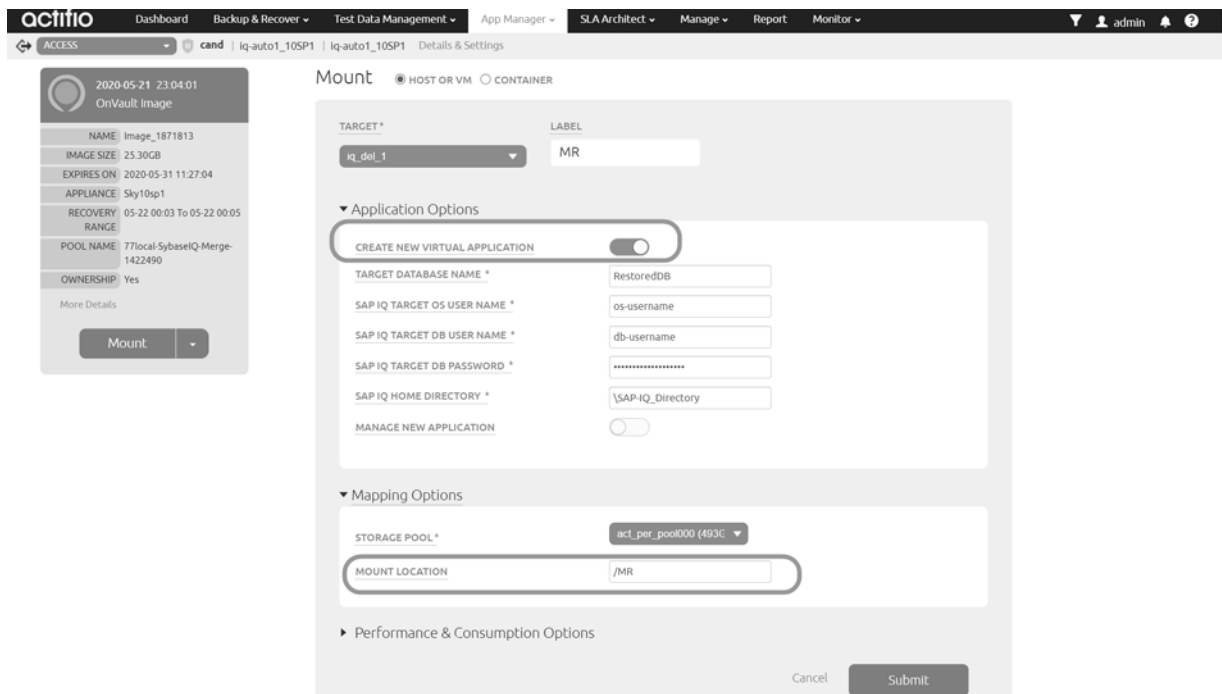 actifio Dashboard Backup & Recover Test Data Management App Manager SLA Architect Manage Report Monitor admin
ACCESS cand | iq-auto1_10SP1 | iq-auto1_10SP1 Details & Settings
2020-05-21 23:04:01
OnVault Image
NAME Image_1871813
IMAGE SIZE 25.30GB
EXPIRES ON 2020-05-31 11:27:04
APPLIANCE Sky10sp1
RECOVERY RANGE 05-22 00:03 To 05-22 00:05
POOL NAME 77local-SybaseIQ-Merge-
1422490
OWNERSHIP Yes
More Details
Mount
Mount HOST OR VM CONTAINER
TARGET* LABEL
iq_del_1 MR
Application Options
CREATE NEW VIRTUAL APPLICATION
TARGET DATABASE NAME * RestoredDB
SAP IQ TARGET OS USER NAME * os-username
SAP IQ TARGET DB USER NAME * db-username
SAP IQ TARGET DB PASSWORD * •••••••••••••••••••
SAP IQ HOME DIRECTORY * \SAP-IQ_Directory
MANAGE NEW APPLICATION
Mapping Options
STORAGE POOL* act_per_pool000 (493G
MOUNT LOCATION /MR
Performance & Consumption Options
Cancel Submit